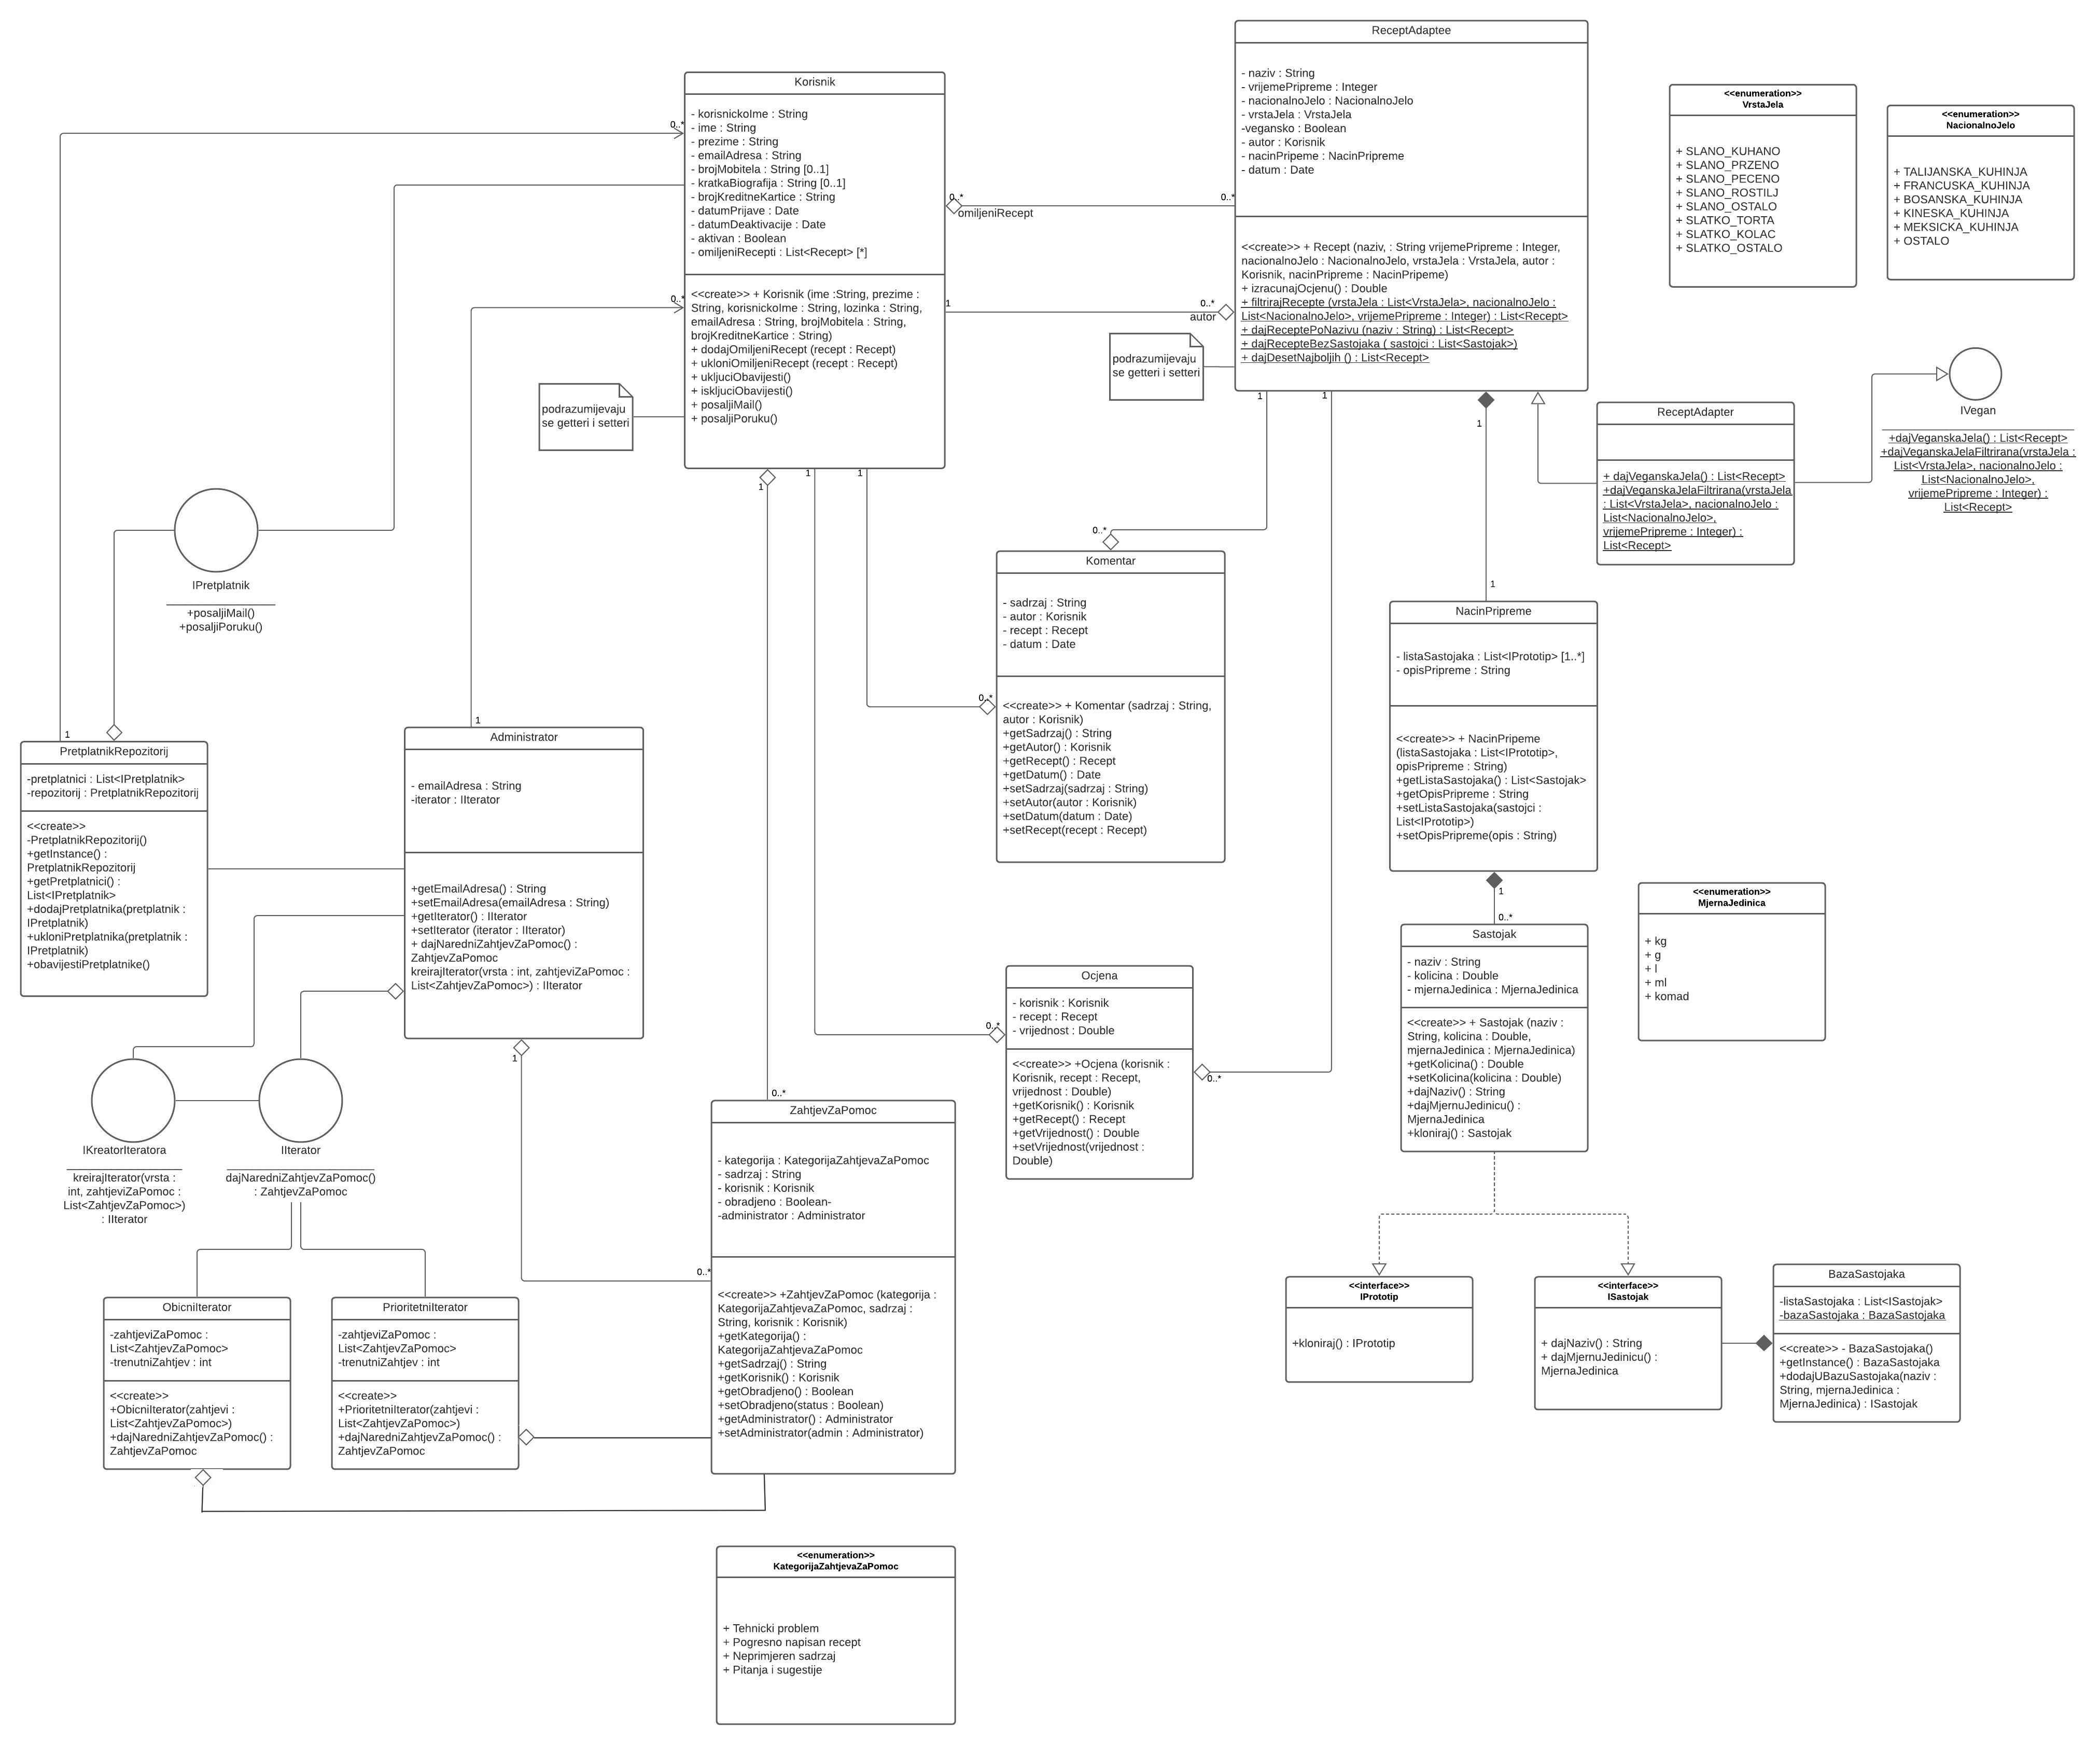 Korisnik
- korisnickoIme : String
- ime : String
- prezime : String
- emailAdresa : String
- brojMobitela : String [0..1]
- kratkaBiografija : String [0..1]
- brojKreditneKartice : String
- datumPrijave : Date
- datumDeaktivacije : Date
- aktivan : Boolean
- omiljeniRecepti : List<Recept> [*]
<<create>> + Korisnik (ime :String, prezime :
String, korisnickoIme : String, lozinka : String,
emailAdresa : String, brojMobitela : String,
brojKreditneKartice : String)
+ dodajOmiljeniRecept (recept : Recept)
+ ukloniOmiljeniRecept (recept : Recept)
+ ukljuciObavijesti()
+ iskljuciObavijesti()
+ posaljiMail()
+ posaljiPoruku()
0..*
0..*
1
1
1
podrazumijevaju
se getteri i setteri
0..*
omiljeniRecept
0..*
1
0..*
autor
podrazumijevaju
se getteri i setteri
ReceptAdaptee
- naziv : String
- vrijemePripreme : Integer
- nacionalnoJelo : NacionalnoJelo
- vrstaJela : VrstaJela
-vegansko : Boolean
- autor : Korisnik
- nacinPripeme : NacinPripreme
- datum : Date
<<create>> + Recept (naziv, : String vrijemePripreme : Integer,
nacionalnoJelo : NacionalnoJelo, vrstaJela : VrstaJela, autor :
Korisnik, nacinPripreme : NacinPripeme)
+ izracunajOcjenu() : Double
+ filtrirajRecepte (vrstaJela : List<VrstaJela>, nacionalnoJelo :
List<NacionalnoJelo>, vrijemePripreme : Integer) : List<Recept>
+ dajReceptePoNazivu (naziv : String) : List<Recept>
+ dajRecepteBezSastojaka ( sastojci : List<Sastojak>)
+ dajDesetNajboljih () : List<Recept>
1
1
1
1
<<enumeration>>
VrstaJela
+ SLANO_KUHANO
+ SLANO_PRZENO
+ SLANO_PECENO
+ SLANO_ROSTILJ
+ SLANO_OSTALO
+ SLATKO_TORTA
+ SLATKO_KOLAC
+ SLATKO_OSTALO
<<enumeration>>
NacionalnoJelo
+ TALIJANSKA_KUHINJA
+ FRANCUSKA_KUHINJA
+ BOSANSKA_KUHINJA
+ KINESKA_KUHINJA
+ MEKSICKA_KUHINJA
+ OSTALO
ReceptAdapter
+ dajVeganskaJela() : List<Recept>
+dajVeganskaJelaFiltrirana(vrstaJela
: List<VrstaJela>, nacionalnoJelo :
List<NacionalnoJelo>,
vrijemePripreme : Integer) :
List<Recept>
IVegan
+dajVeganskaJela() : List<Recept>
+dajVeganskaJelaFiltrirana(vrstaJela :
List<VrstaJela>, nacionalnoJelo :
List<NacionalnoJelo>,
vrijemePripreme : Integer) :
List<Recept>
IPretplatnik
+posaljiMail()
+posaljiPoruku()
0..*
Komentar
- sadrzaj : String
- autor : Korisnik
- recept : Recept
- datum : Date
0..*
<<create>> + Komentar (sadrzaj : String,
autor : Korisnik)
+getSadrzaj() : String
+getAutor() : Korisnik
+getRecept() : Recept
+getDatum() : Date
+setSadrzaj(sadrzaj : String)
+setAutor(autor : Korisnik)
+setDatum(datum : Date)
+setRecept(recept : Recept)
NacinPripreme
- listaSastojaka : List<IPrototip> [1..*]
- opisPripreme : String
<<create>> + NacinPripeme
(listaSastojaka : List<IPrototip>,
opisPripreme : String)
+getListaSastojaka() : List<Sastojak>
+getOpisPripreme : String
+setListaSastojaka(sastojci :
List<IPrototip>)
+setOpisPripreme(opis : String)
1
0..*
1
PretplatnikRepozitorij
-pretplatnici : List<IPretplatnik>
-repozitorij : PretplatnikRepozitorij
<<create>>
-PretplatnikRepozitorij()
+getInstance() :
PretplatnikRepozitorij
+getPretplatnici() :
List<IPretplatnik>
+dodajPretplatnika(pretplatnik :
IPretplatnik)
+ukloniPretplatnika(pretplatnik :
IPretplatnik)
+obavijestiPretplatnike()
1
Administrator
- emailAdresa : String
-iterator : IIterator
+getEmailAdresa() : String
+setEmailAdresa(emailAdresa : String)
+getIterator() : IIterator
+setIterator (iterator : IIterator)
+ dajNaredniZahtjevZaPomoc() :
ZahtjevZaPomoc
kreirajIterator(vrsta : int, zahtjeviZaPomoc :
List<ZahtjevZaPomoc>) : IIterator
1
<<enumeration>>
MjernaJedinica
+ kg
+ g
+ l
+ ml
+ komad
Sastojak
- naziv : String
- kolicina : Double
- mjernaJedinica : MjernaJedinica
<<create>> + Sastojak (naziv :
String, kolicina : Double,
mjernaJedinica : MjernaJedinica)
+getKolicina() : Double
+setKolicina(kolicina : Double)
+dajNaziv() : String
+dajMjernuJedinicu() :
MjernaJedinica
+kloniraj() : Sastojak
0..*
0..*
Ocjena
- korisnik : Korisnik
- recept : Recept
- vrijednost : Double
<<create>> +Ocjena (korisnik :
Korisnik, recept : Recept,
vrijednost : Double)
+getKorisnik() : Korisnik
+getRecept() : Recept
+getVrijednost() : Double
+setVrijednost(vrijednost :
Double)
IKreatorIteratora
kreirajIterator(vrsta :
int, zahtjeviZaPomoc :
List<ZahtjevZaPomoc>)
: IIterator
IIterator
dajNaredniZahtjevZaPomoc()
: ZahtjevZaPomoc
0..*
0..*
ZahtjevZaPomoc
- kategorija : KategorijaZahtjevaZaPomoc
- sadrzaj : String
- korisnik : Korisnik
- obradjeno : Boolean-
-administrator : Administrator
<<create>> +ZahtjevZaPomoc (kategorija :
KategorijaZahtjevaZaPomoc, sadrzaj :
String, korisnik : Korisnik)
+getKategorija() :
KategorijaZahtjevaZaPomoc
+getSadrzaj() : String
+getKorisnik() : Korisnik
+getObradjeno() : Boolean
+setObradjeno(status : Boolean)
+getAdministrator() : Administrator
+setAdministrator(admin : Administrator)
ObicniIterator
-zahtjeviZaPomoc :
List<ZahtjevZaPomoc>
-trenutniZahtjev : int
<<create>>
+ObicniIterator(zahtjevi :
List<ZahtjevZaPomoc>)
+dajNaredniZahtjevZaPomoc() :
ZahtjevZaPomoc
PrioritetniIterator
-zahtjeviZaPomoc :
List<ZahtjevZaPomoc>
-trenutniZahtjev : int
<<create>>
+PrioritetniIterator(zahtjevi :
List<ZahtjevZaPomoc>)
+dajNaredniZahtjevZaPomoc() :
ZahtjevZaPomoc
<<interface>>
IPrototip
+kloniraj() : IPrototip
<<interface>>
ISastojak
+ dajNaziv() : String
+ dajMjernuJedinicu() :
MjernaJedinica
BazaSastojaka
-listaSastojaka : List<ISastojak>
-bazaSastojaka : BazaSastojaka
<<create>> - BazaSastojaka()
+getInstance() : BazaSastojaka
+dodajUBazuSastojaka(naziv :
String, mjernaJedinica :
MjernaJedinica) : ISastojak
<<enumeration>>
KategorijaZahtjevaZaPomoc
+ Tehnicki problem
+ Pogresno napisan recept
+ Neprimjeren sadrzaj
+ Pitanja i sugestije